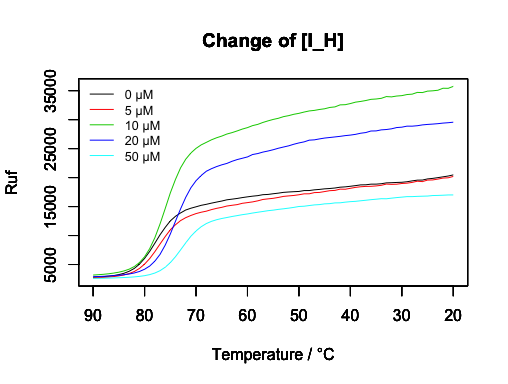 Change of [I_H]
0 µM
5 µM
10 µM
20 µM
50 µM
Ruf
5000
15000
25000
35000
90 80 70 60 50 40 30 20
Temperature / °C